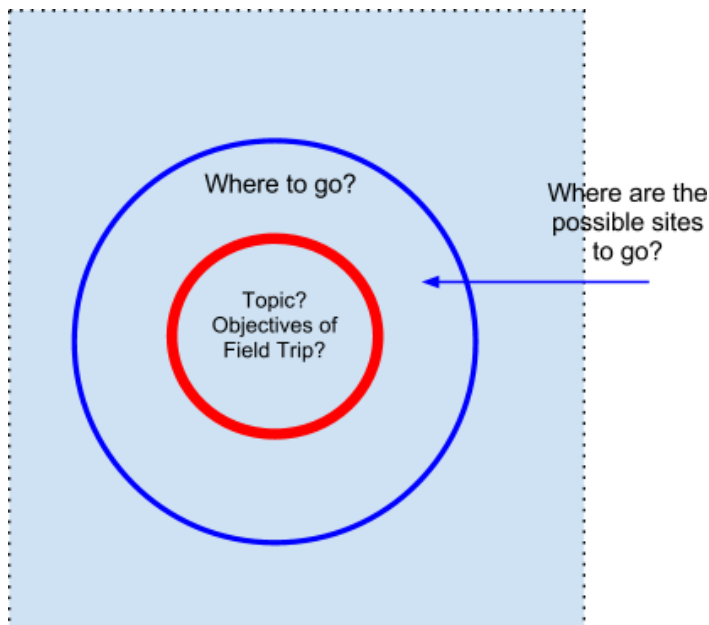 Where to go?
Where are the
possible sites
to go?
Topic?
Objectives of
Field Trip?